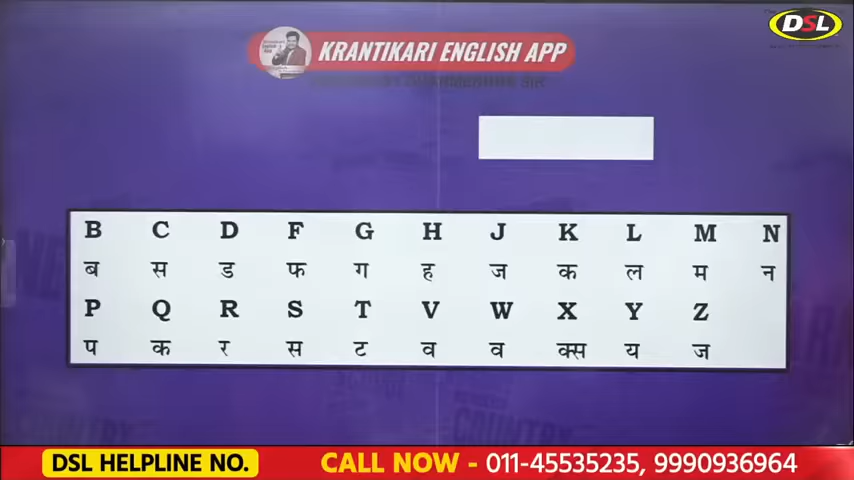 DSL
KRANTIKARI ENGLISH APP
B C D F G H J K L M N
ब स ड फ ग ह ज क ल म न
P Q R S T V W X Y Z
प क र स ट व व क्स य ज
DSL HELPLINE NO. CALL NOW - 011-45535235, 9990936964